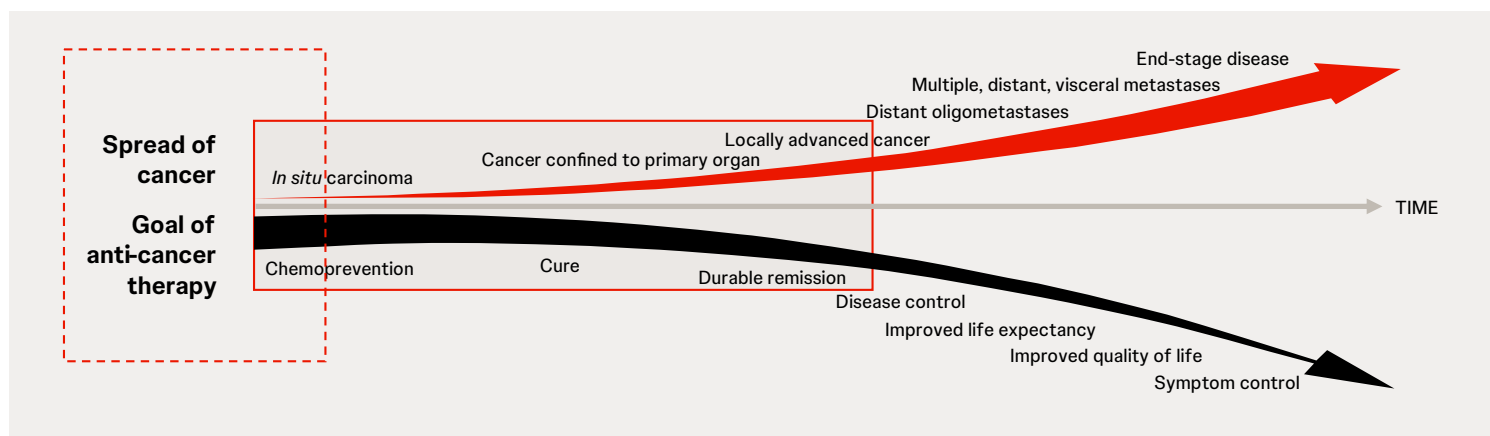 End-stage disease
Multiple, distant, visceral metastases
Distant oligometastases
Locally advanced cancer
Cancer confined to primary organ
In situ carcinoma
Spread of
cancer
TIME
Goal of
anti-cancer
therapy
Chemoprevention
Cure
Durable remission
Disease control
Improved life expectancy
Improved quality of life
Symptom control